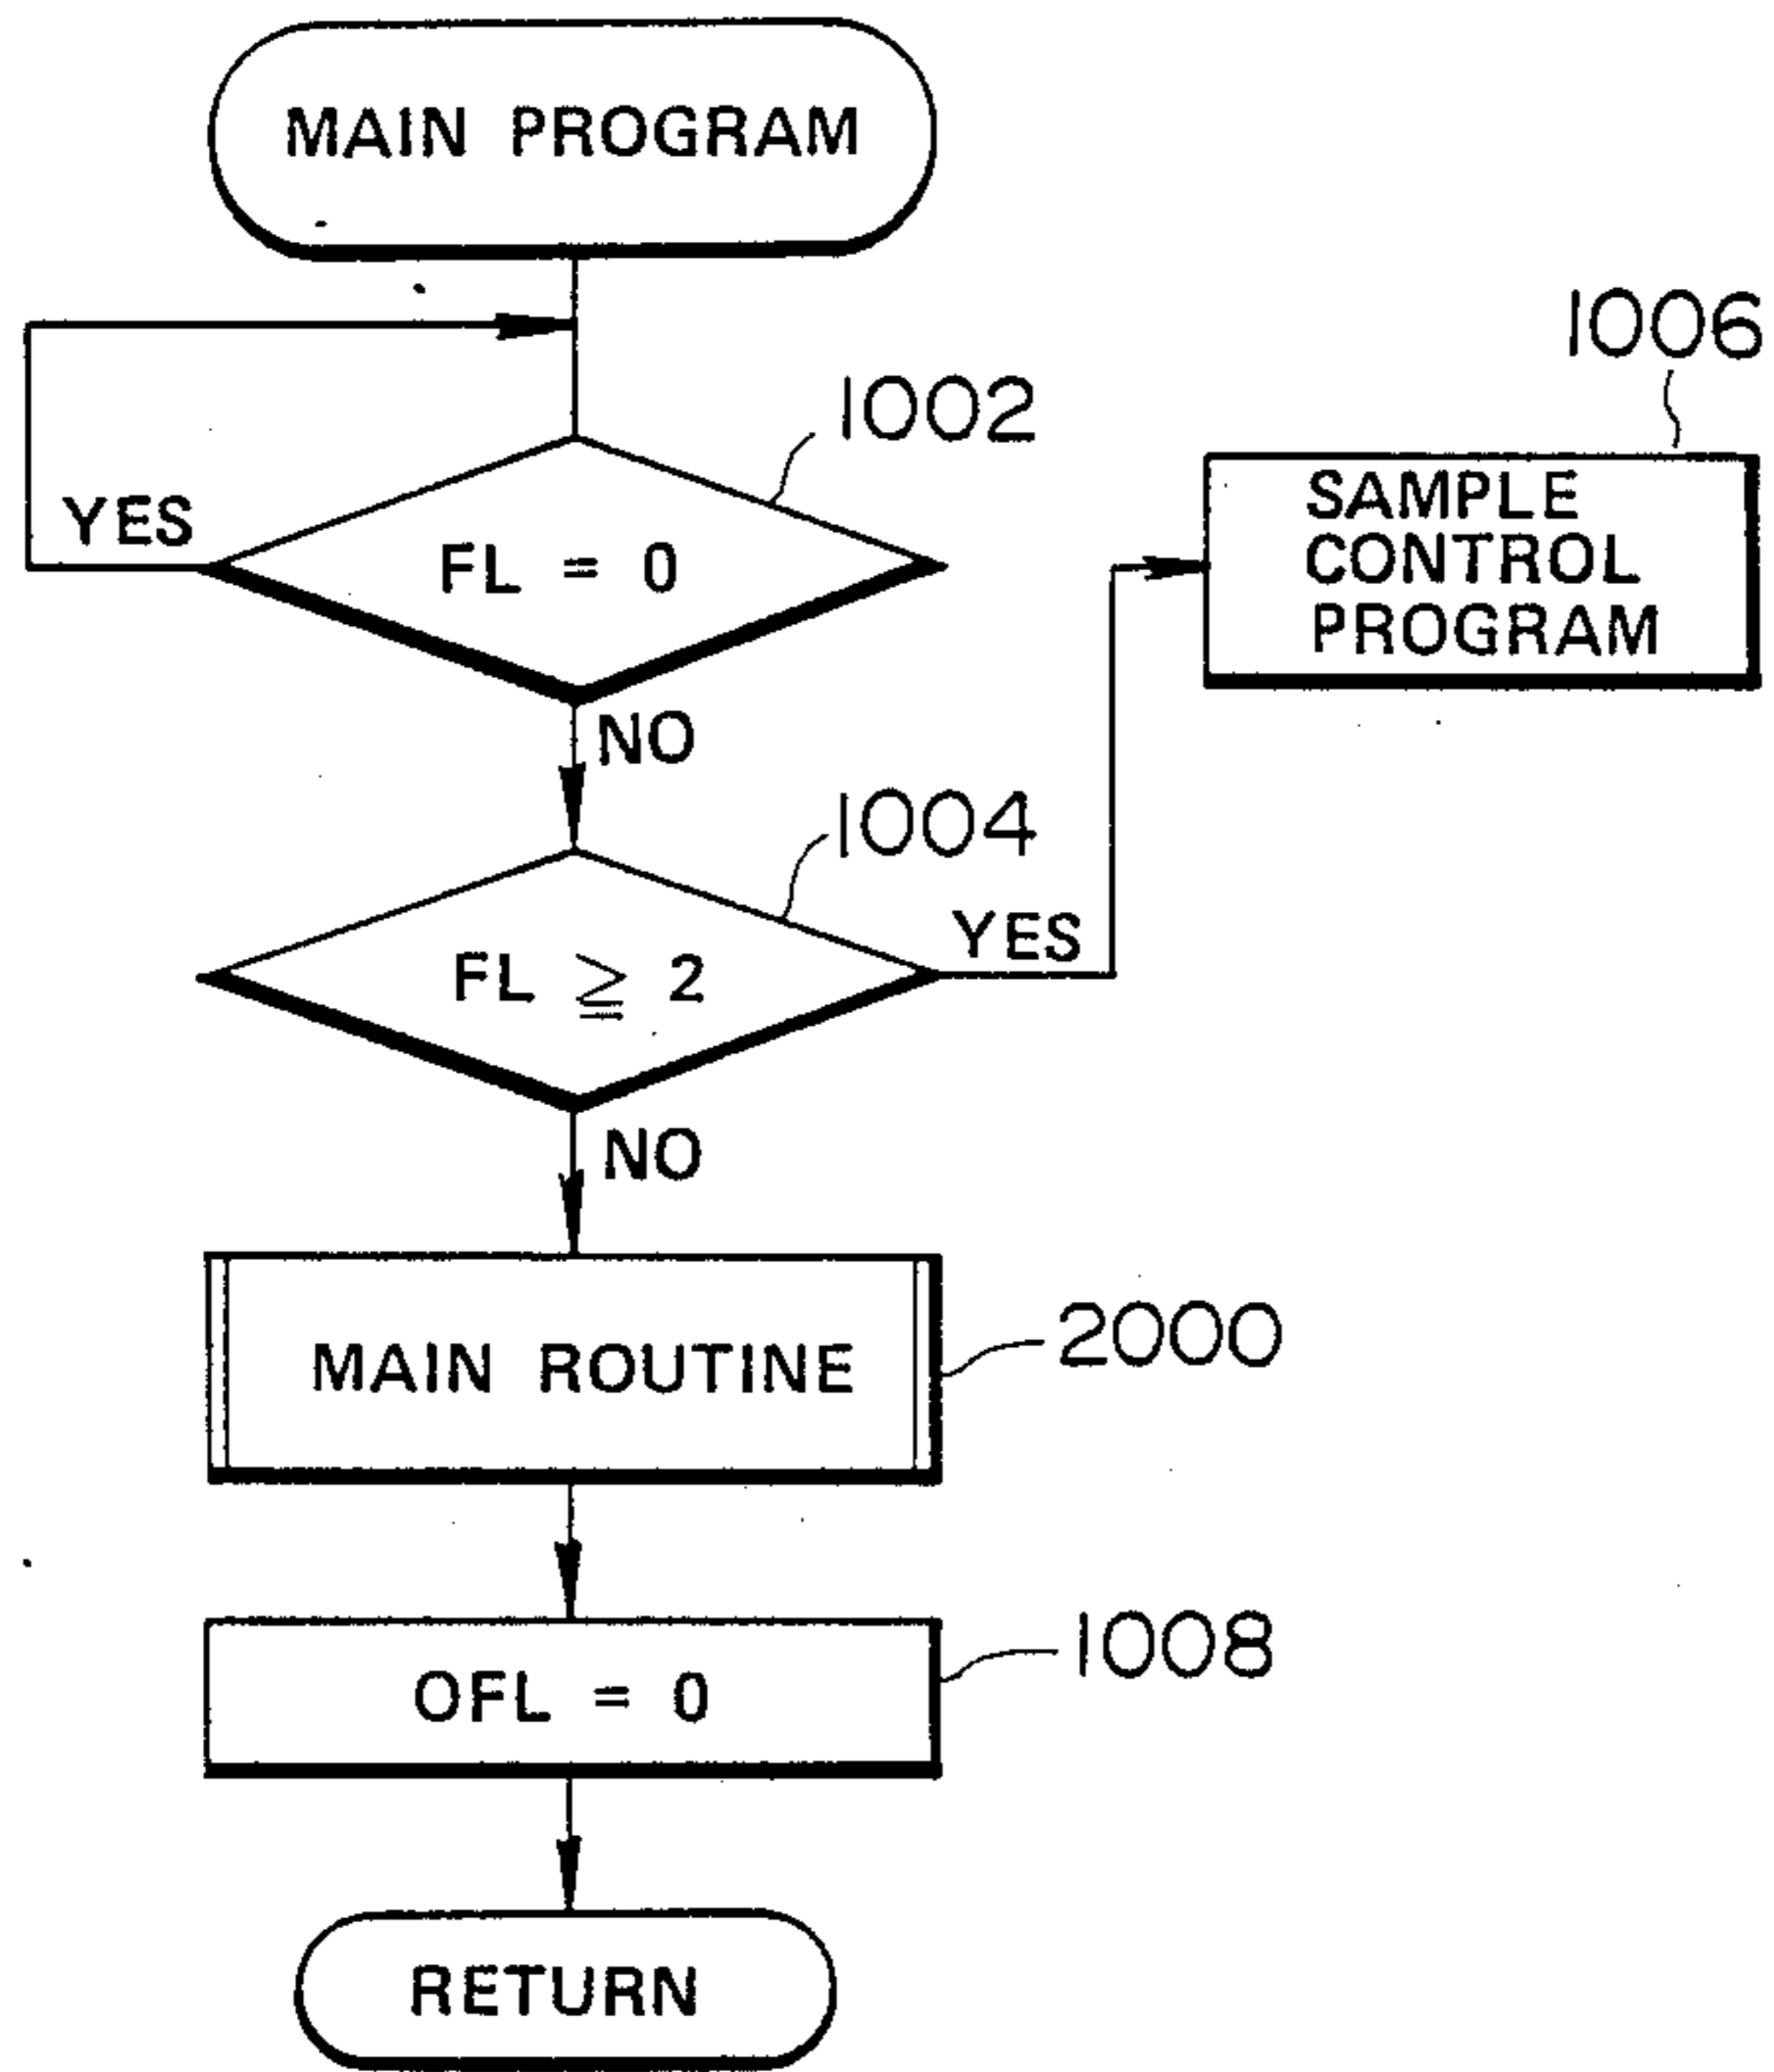 MAIN PROGRAM
1002
YES
FL = 0
NO
1006
SAMPLE
CONTROL
PROGRAM
1004
YES
FL ≧ 2
NO
MAIN ROUTINE
2000
OFL = 0
1008
RETURN